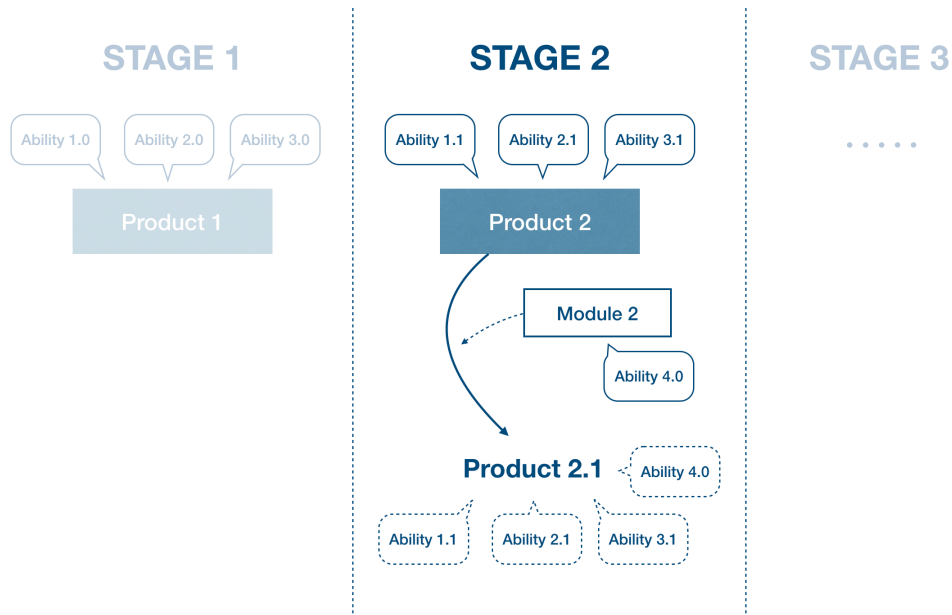 STAGE 1
STAGE 2
STAGE 3
Ability 1.0
Ability 2.0
Ability 3.0
Ability 1.1
Ability 2.1
Ability 3.1
.....
Product 1
Product 2
Module 2
Ability 4.0
Product 2.1
Ability 4.0
Ability 1.1
Ability 2.1
Ability 3.1